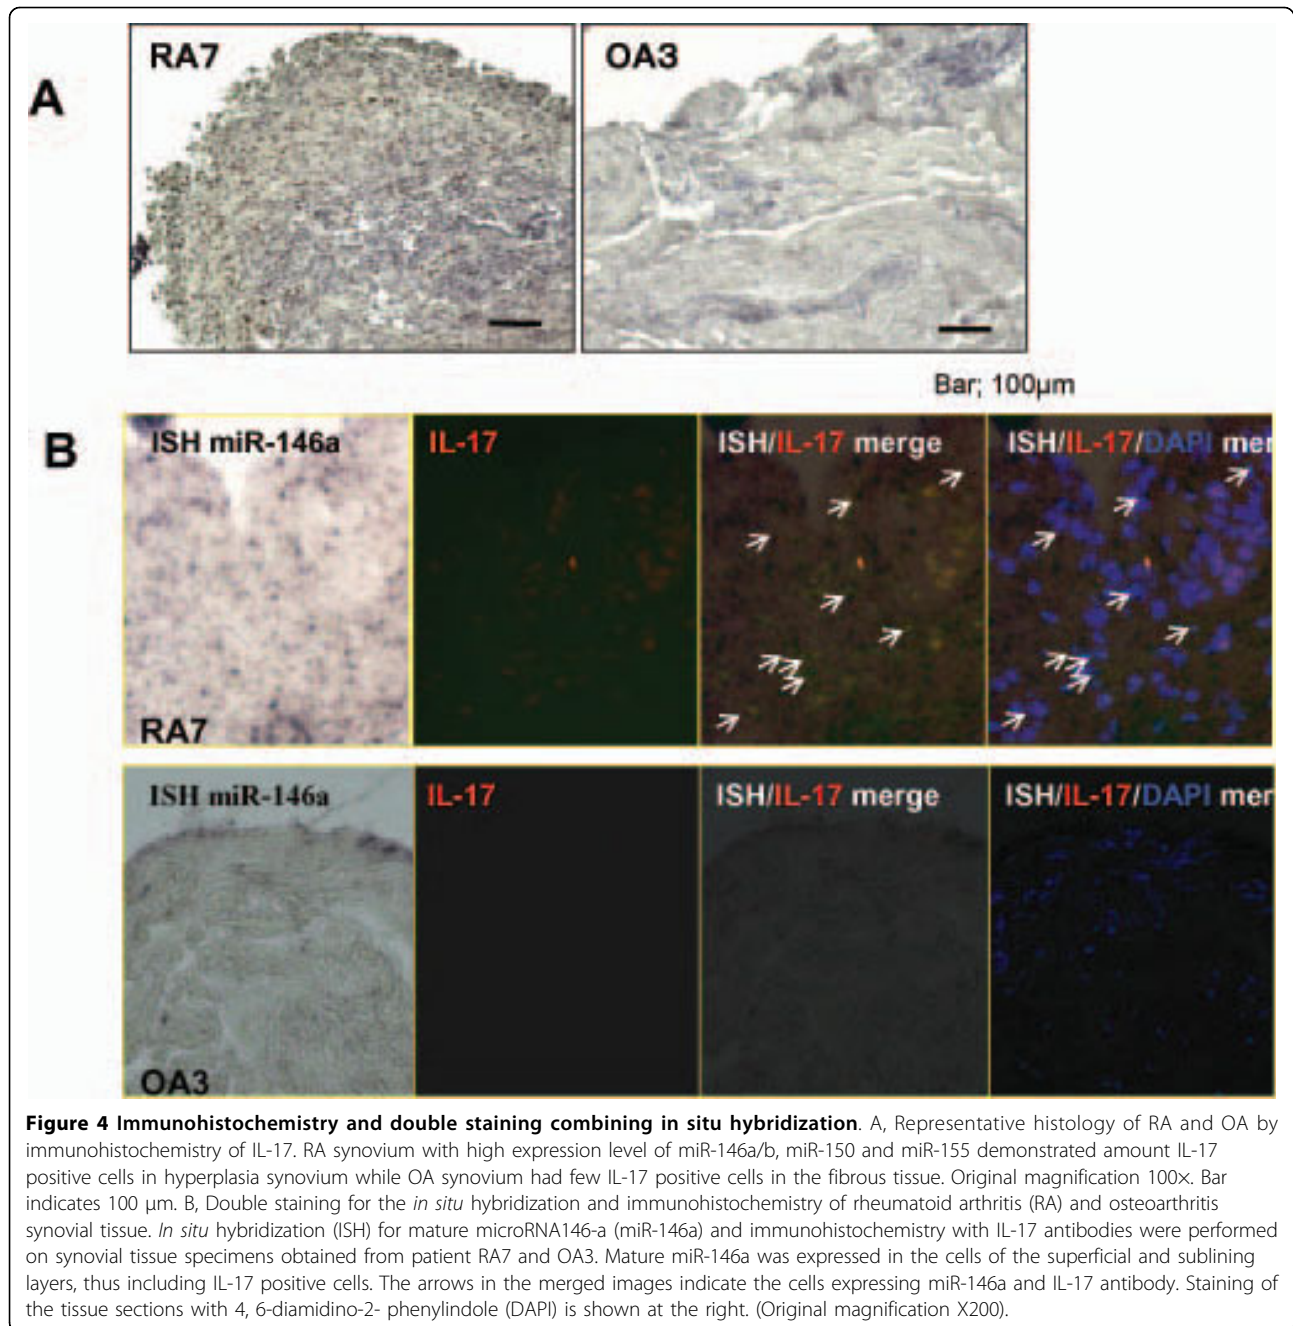 RA7
OA3
A
Bar; 100µm
B
ISH miR-146a
IL-17
ISH/IL-17 merge
ISH/IL-17/DAPI mer
RA7
ISH miR-146a
IL-17
ISH/IL-17 merge
ISH/IL-17/DAPI mer
OA3
Figure 4 Immunohistochemistry and double staining combining in situ hybridization. A, Representative histology of RA and OA by
immunohistochemistry of IL-17. RA synovium with high expression level of miR-146a/b, miR-150 and miR-155 demonstrated amount IL-17
positive cells in hyperplasia synovium while OA synovium had few IL-17 positive cells in the fibrous tissue. Original magnification 100×. Bar
indicates 100 µm. B, Double staining for the in situ hybridization and immunohistochemistry of rheumatoid arthritis (RA) and osteoarthritis
synovial tissue. In situ hybridization (ISH) for mature microRNA146-a (miR-146a) and immunohistochemistry with IL-17 antibodies were performed
on synovial tissue specimens obtained from patient RA7 and OA3. Mature miR-146a was expressed in the cells of the superficial and sublining
layers, thus including IL-17 positive cells. The arrows in the merged images indicate the cells expressing miR-146a and IL-17 antibody. Staining of
the tissue sections with 4, 6-diamidino-2- phenylindole (DAPI) is shown at the right. (Original magnification X200).